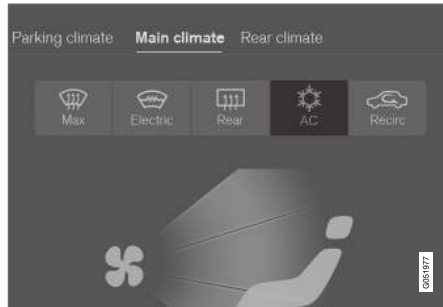 Parking climate Main climate Rear climate
Max Electric Rear AC Recirc
G051977